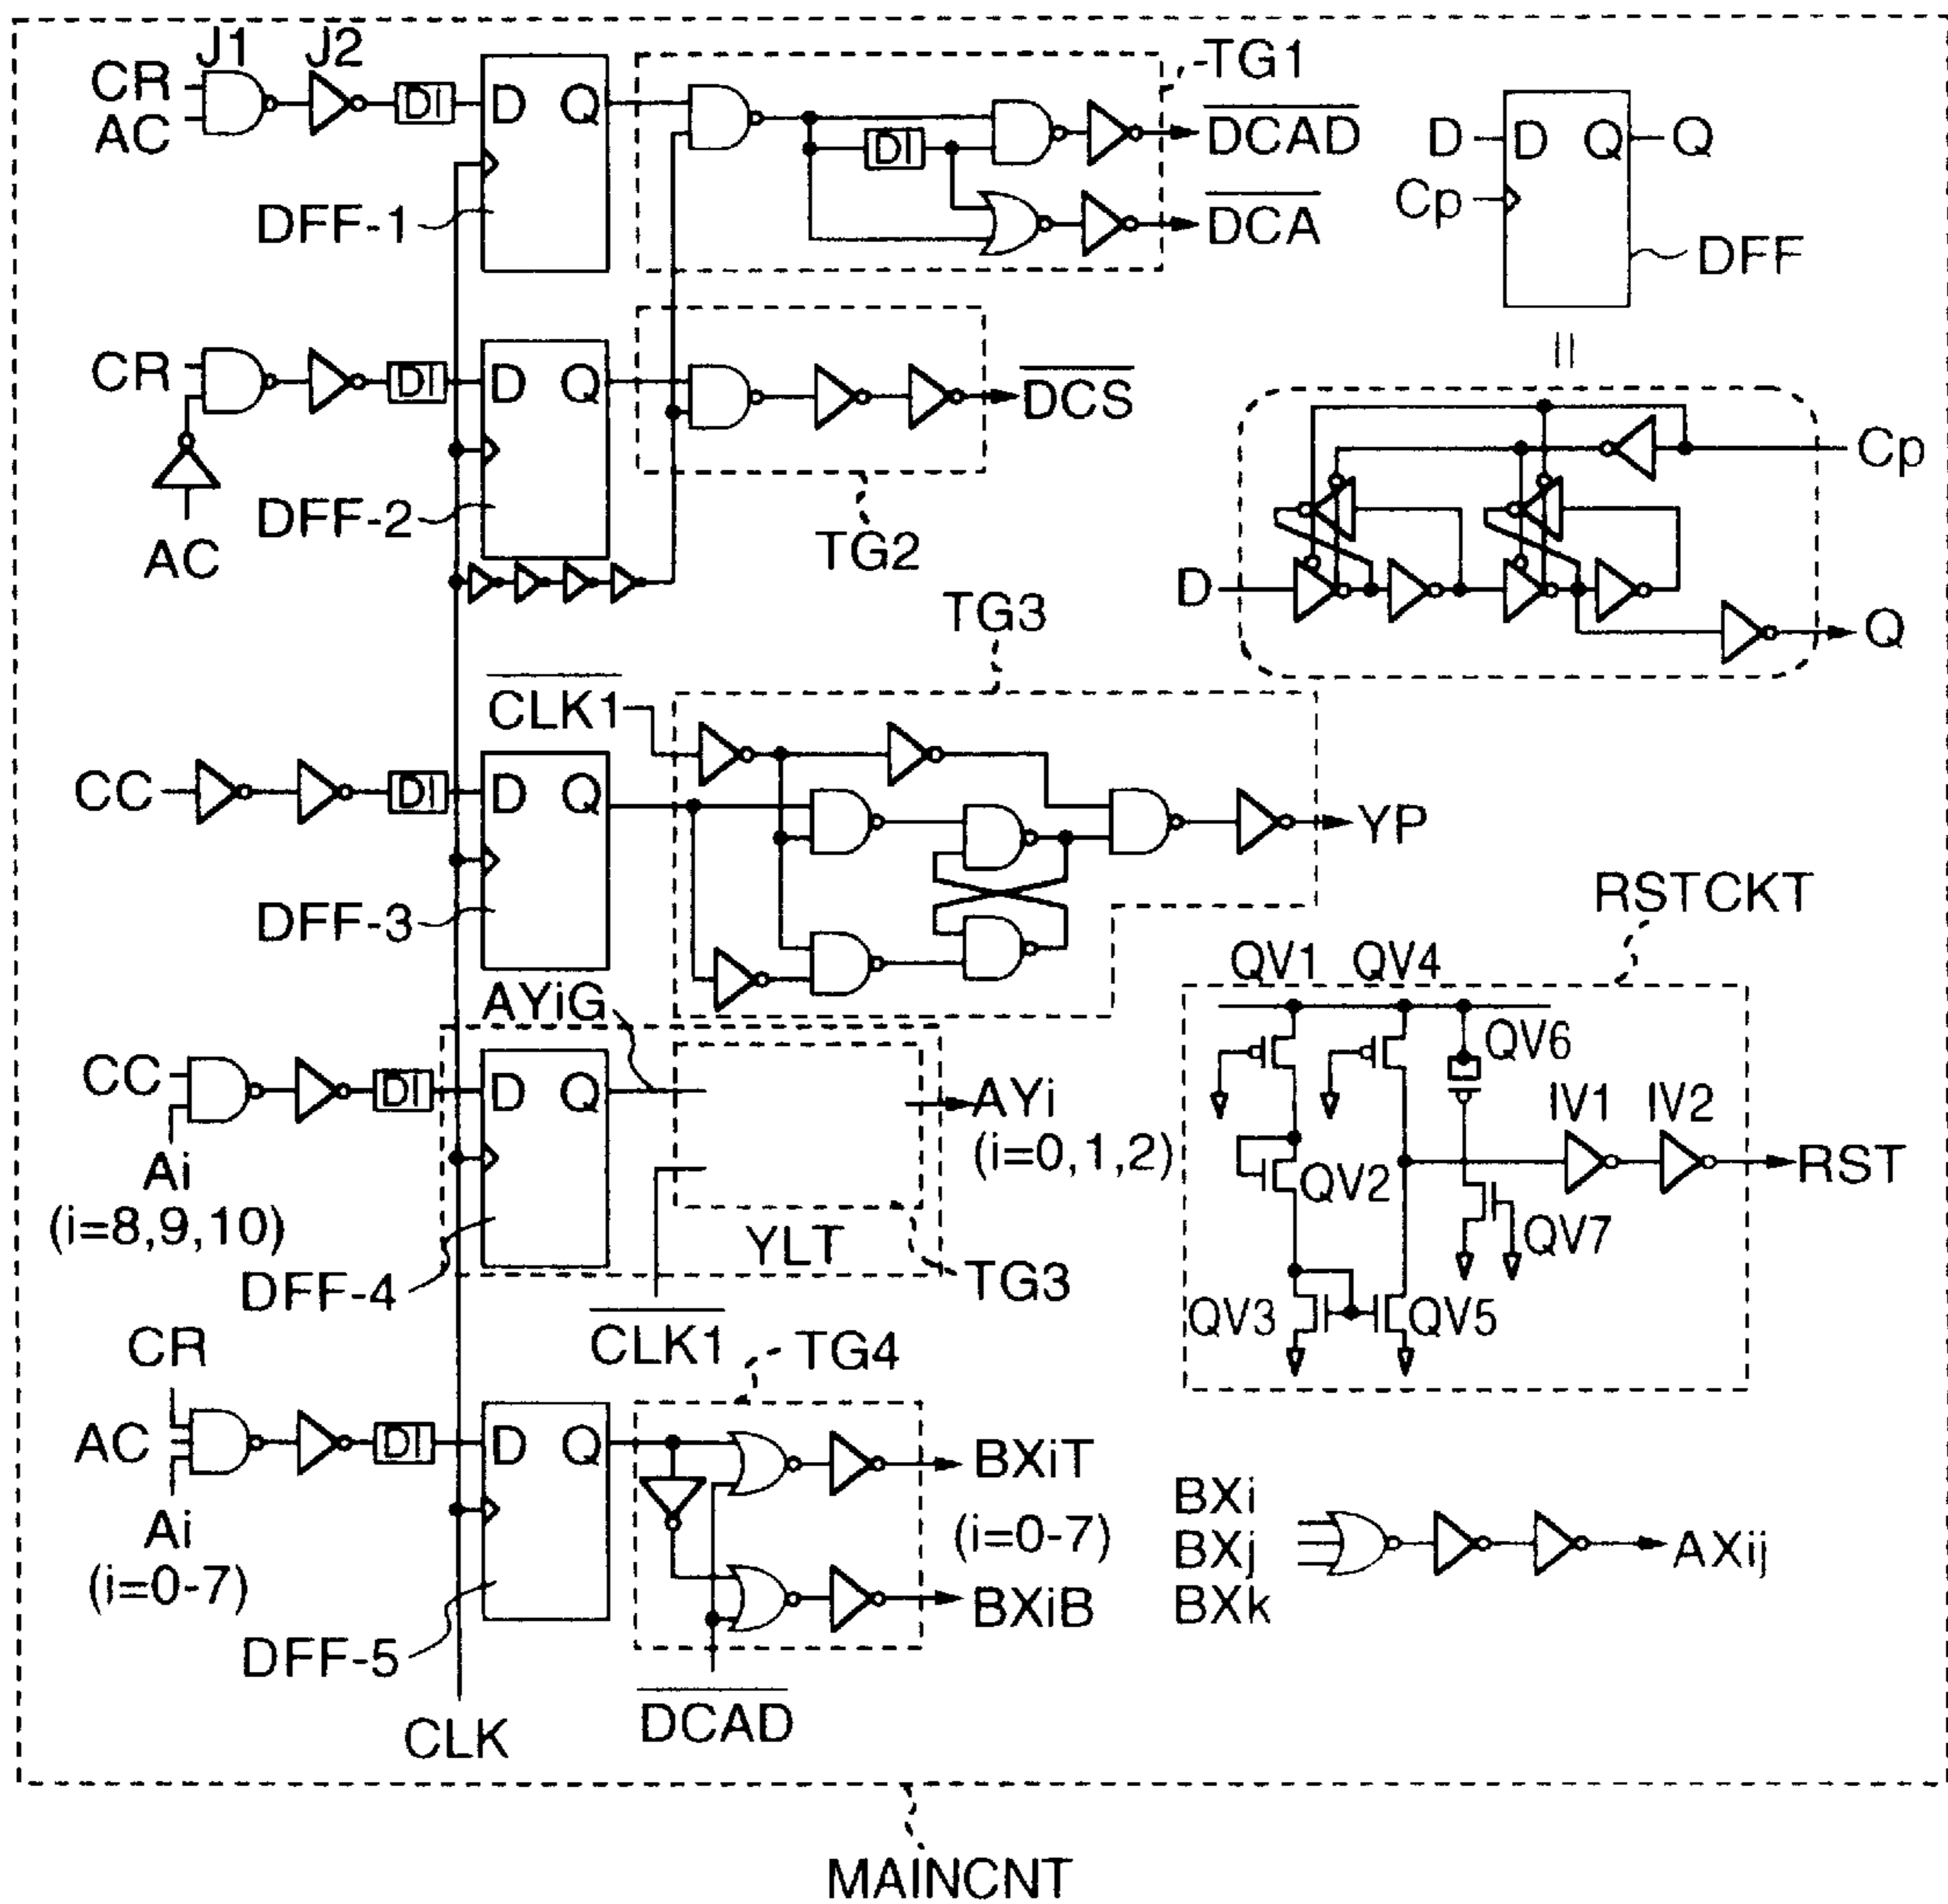 J1 J2
CR
AC
DI
D Q
DFF-1
DI
TG1
DCAD
DCA
D
D Q
Q
Cp
DFF
CR
AC
DI
D Q
DFF-2
DCS
TG2
=
Cp
D
Q
TG3
CLK1
CC
DI
D Q
DFF-3
YP
RSTCKT
QV1 QV4
QV6
IV1 IV2
RST
QV2
QV7
QV3
QV5
AYiG
CC
Ai
(i=8,9,10)
DI
D Q
DFF-4
AYi
(i=0,1,2)
YLT
TG3
CLK1
TG4
CR
AC
Ai
(i=0-7)
DI
D Q
DFF-5
BXiT
(i=0-7)
BXiB
DCAD
CLK
BXi
BXj
BXk
AXij
MAINCNT